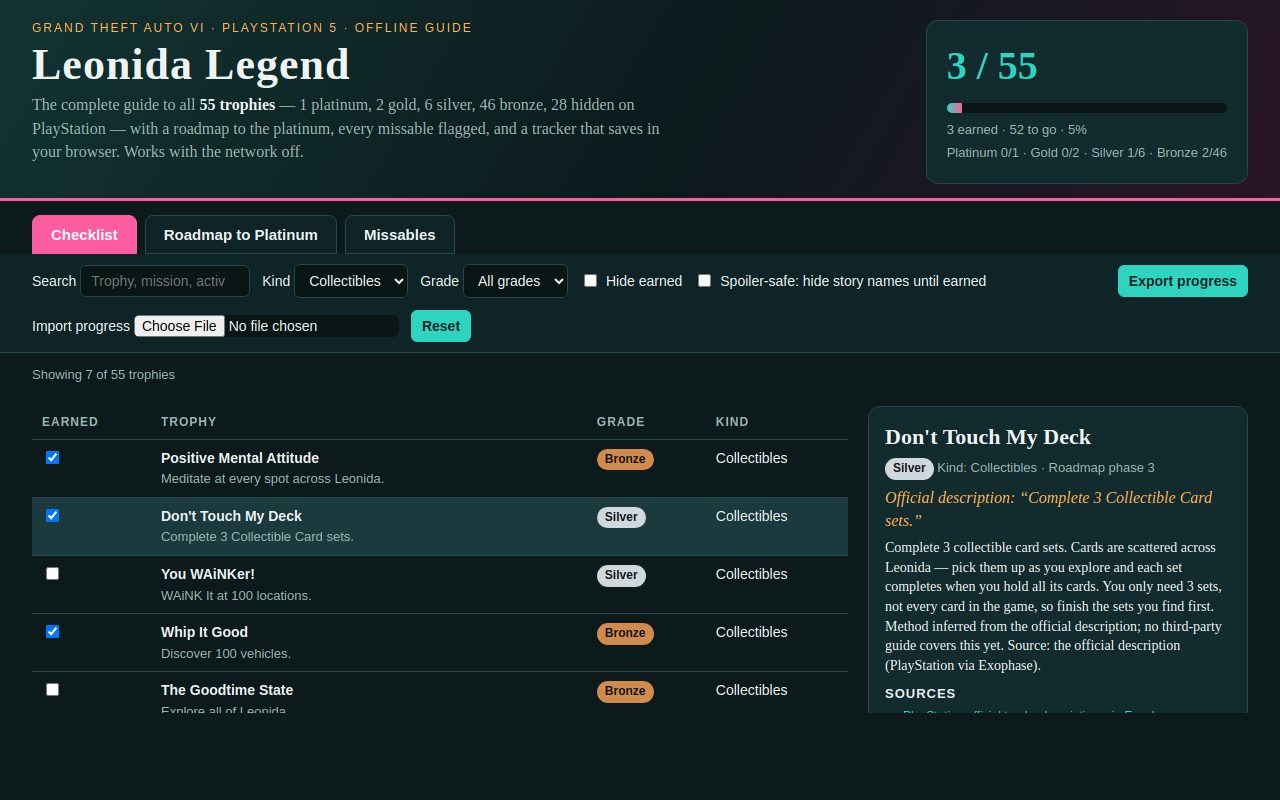 GRAND THEFT AUTO VI · PLAYSTATION 5 · OFFLINE GUIDE
Leonida Legend
The complete guide to all 55 trophies — 1 platinum, 2 gold, 6 silver, 46 bronze, 28 hidden on
PlayStation — with a roadmap to the platinum, every missable flagged, and a tracker that saves in
your browser. Works with the network off.
3 / 55
3 earned · 52 to go · 5%
Platinum 0/1 · Gold 0/2 · Silver 1/6 · Bronze 2/46
Checklist Roadmap to Platinum Missables
Search Trophy, mission, activ Kind Collectibles Grade All grades Hide earned Spoiler-safe: hide story names until earned Export progress
Import progress Choose File No file chosen Reset
Showing 7 of 55 trophies
EARNED TROPHY GRADE KIND
Positive Mental Attitude Bronze Collectibles
Meditate at every spot across Leonida.
Don't Touch My Deck Silver Collectibles
Complete 3 Collectible Card sets.
You WAiNKer! Silver Collectibles
WAiNK It at 100 locations.
Whip It Good Bronze Collectibles
Discover 100 vehicles.
The Goodtime State Bronze Collectibles
Explore all of Leonida.
Don't Touch My Deck
Silver Kind: Collectibles · Roadmap phase 3
Official description: “Complete 3 Collectible Card
sets.”
Complete 3 collectible card sets. Cards are scattered across
Leonida — pick them up as you explore and each set
completes when you hold all its cards. You only need 3 sets,
not every card in the game, so finish the sets you find first.
Method inferred from the official description; no third-party
guide covers this yet. Source: the official description
(PlayStation via Exophase).
SOURCES